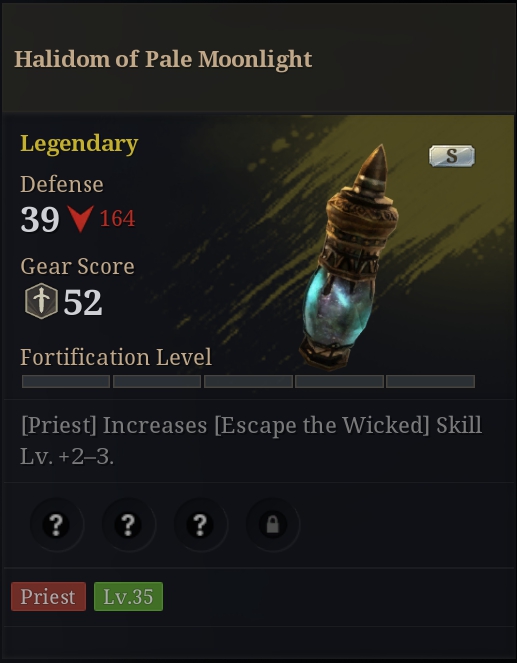 Halidom of Pale Moonlight
Legendary
S
Defense
39 164
Gear Score
52
Fortification Level
[Priest] Increases [Escape the Wicked] Skill
Lv. +2–3.
? ? ?
Priest Lv.35